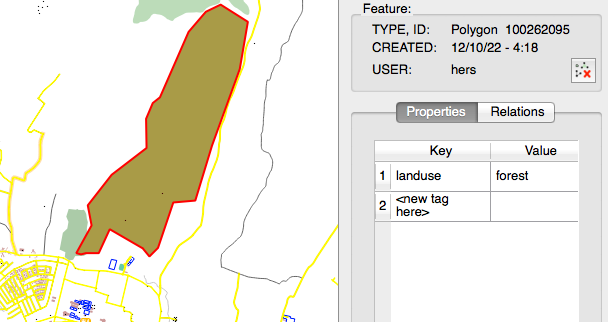 Feature:
TYPE, ID: Polygon 100262095
CREATED: 12/10/22 - 4:18
USER: hers
Properties Relations
Key Value
1 landuse forest
2 <new tag
here>